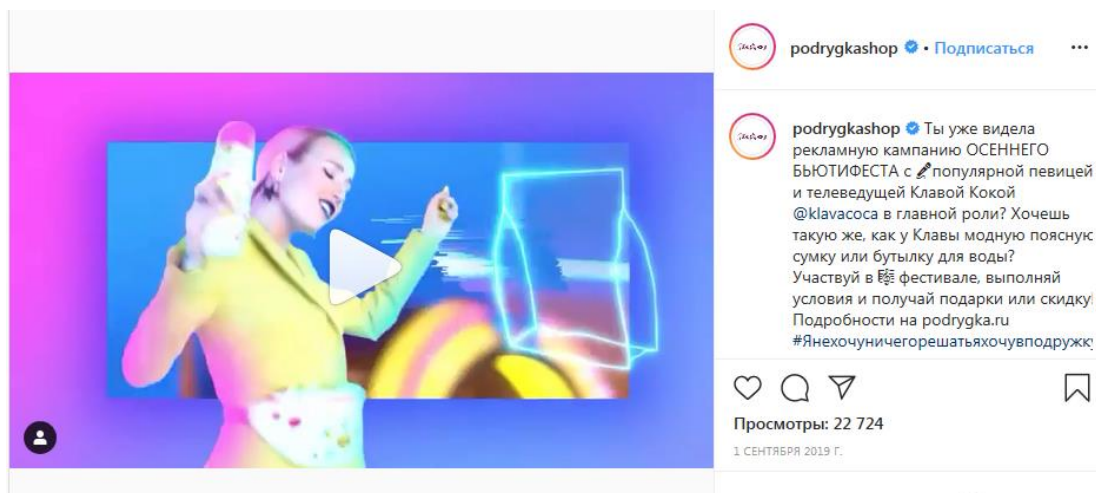 podrygkashop • Подписаться
podrygkashop Ты уже видела
рекламную кампанию ОСЕННЕГО
БЬЮТИФЕСТА с 🎤популярной певицей
и телеведущей Клавой Кокой
@klavacoca в главной роли? Хочешь
такую же, как у Клавы модную поясную
сумку или бутылку для воды?
Участвуй в 🎼 фестивале, выполняй
условия и получай подарки или скидку!
Подробности на podrygka.ru
#Янехочуничегорешатьяхочувподружку
Просмотры: 22 724
1 СЕНТЯБРЯ 2019 Г.